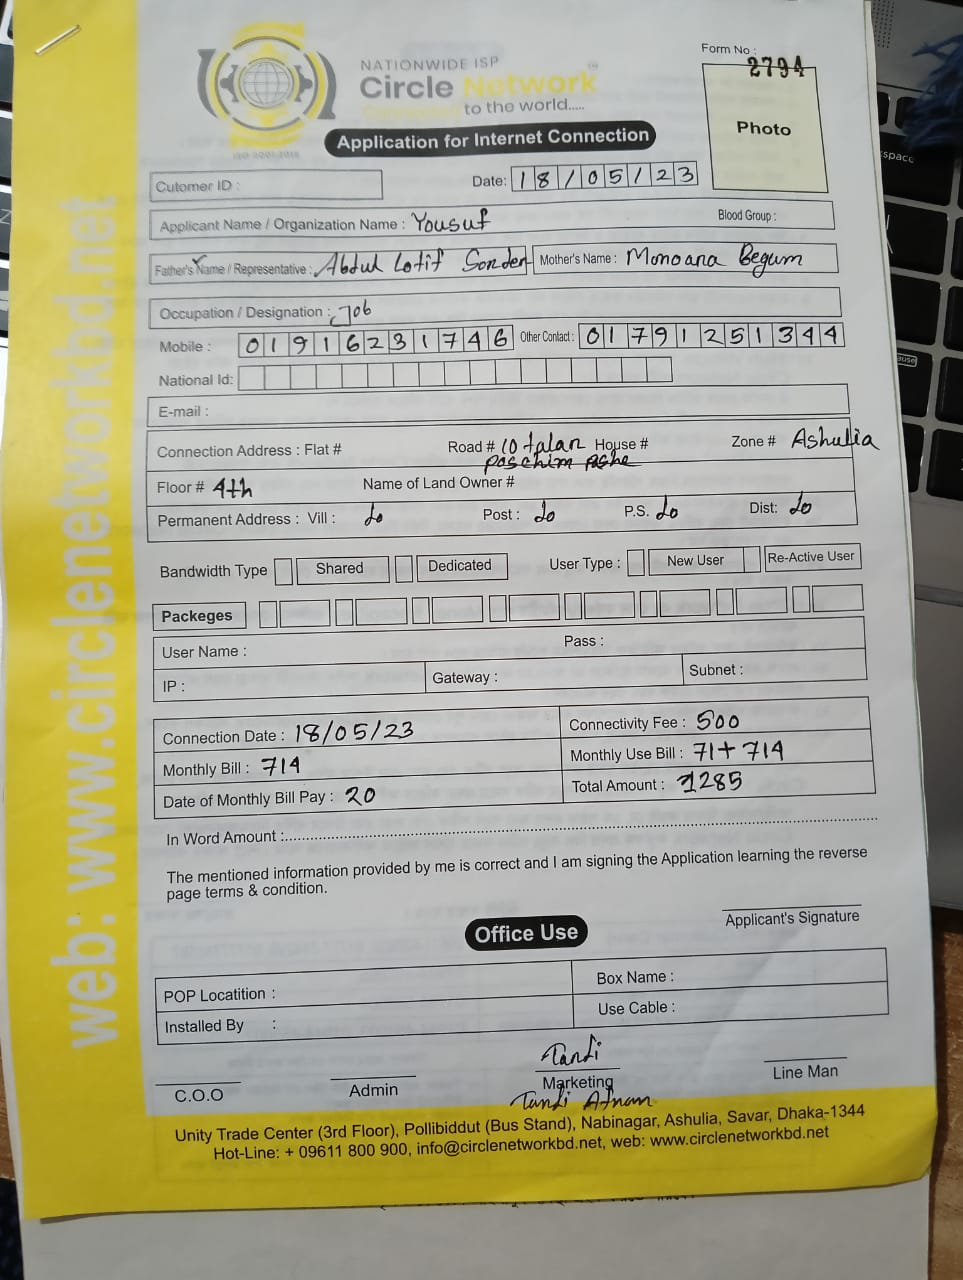 Form No :
2794
NATIONWIDE ISP
Circle Network
Connected to the world.....
ISO 9001:2015
Application for Internet Connection
Photo
Cutomer ID :
Date: 18/05/23
Applicant Name / Organization Name : Yousuf Blood Group :
Father's Name / Representative : Abdul Lotif Sorder Mother's Name : Monoara Begum
Occupation / Designation : Job
Mobile : 01916231746 Other Contact : 01791251344
National Id:
E-mail :
Connection Address : Flat # Road # 10 talar House # Zone # Ashulia
poschim pashe
Floor # 4th Name of Land Owner #
Permanent Address : Vill : do Post : do P.S. do Dist: do
Bandwidth Type Shared Dedicated User Type : New User Re-Active User
Packeges
User Name : Pass :
IP : Gateway : Subnet :
Connection Date : 18/05/23 Connectivity Fee : 500
Monthly Bill : 714 Monthly Use Bill : 71+714
Date of Monthly Bill Pay : 20 Total Amount : 1285
In Word Amount :
The mentioned information provided by me is correct and I am signing the Application learning the reverse
page terms & condition.
Applicant's Signature
Office Use
POP Locatition : Box Name :
Installed By : Use Cable :
C.O.O Admin Marketing Line Man
Unity Trade Center (3rd Floor), Pollibiddut (Bus Stand), Nabinagar, Ashulia, Savar, Dhaka-1344
Hot-Line: + 09611 800 900, info@circlenetworkbd.net, web: www.circlenetworkbd.net
web: www.circlenetworkbd.net
space
pause